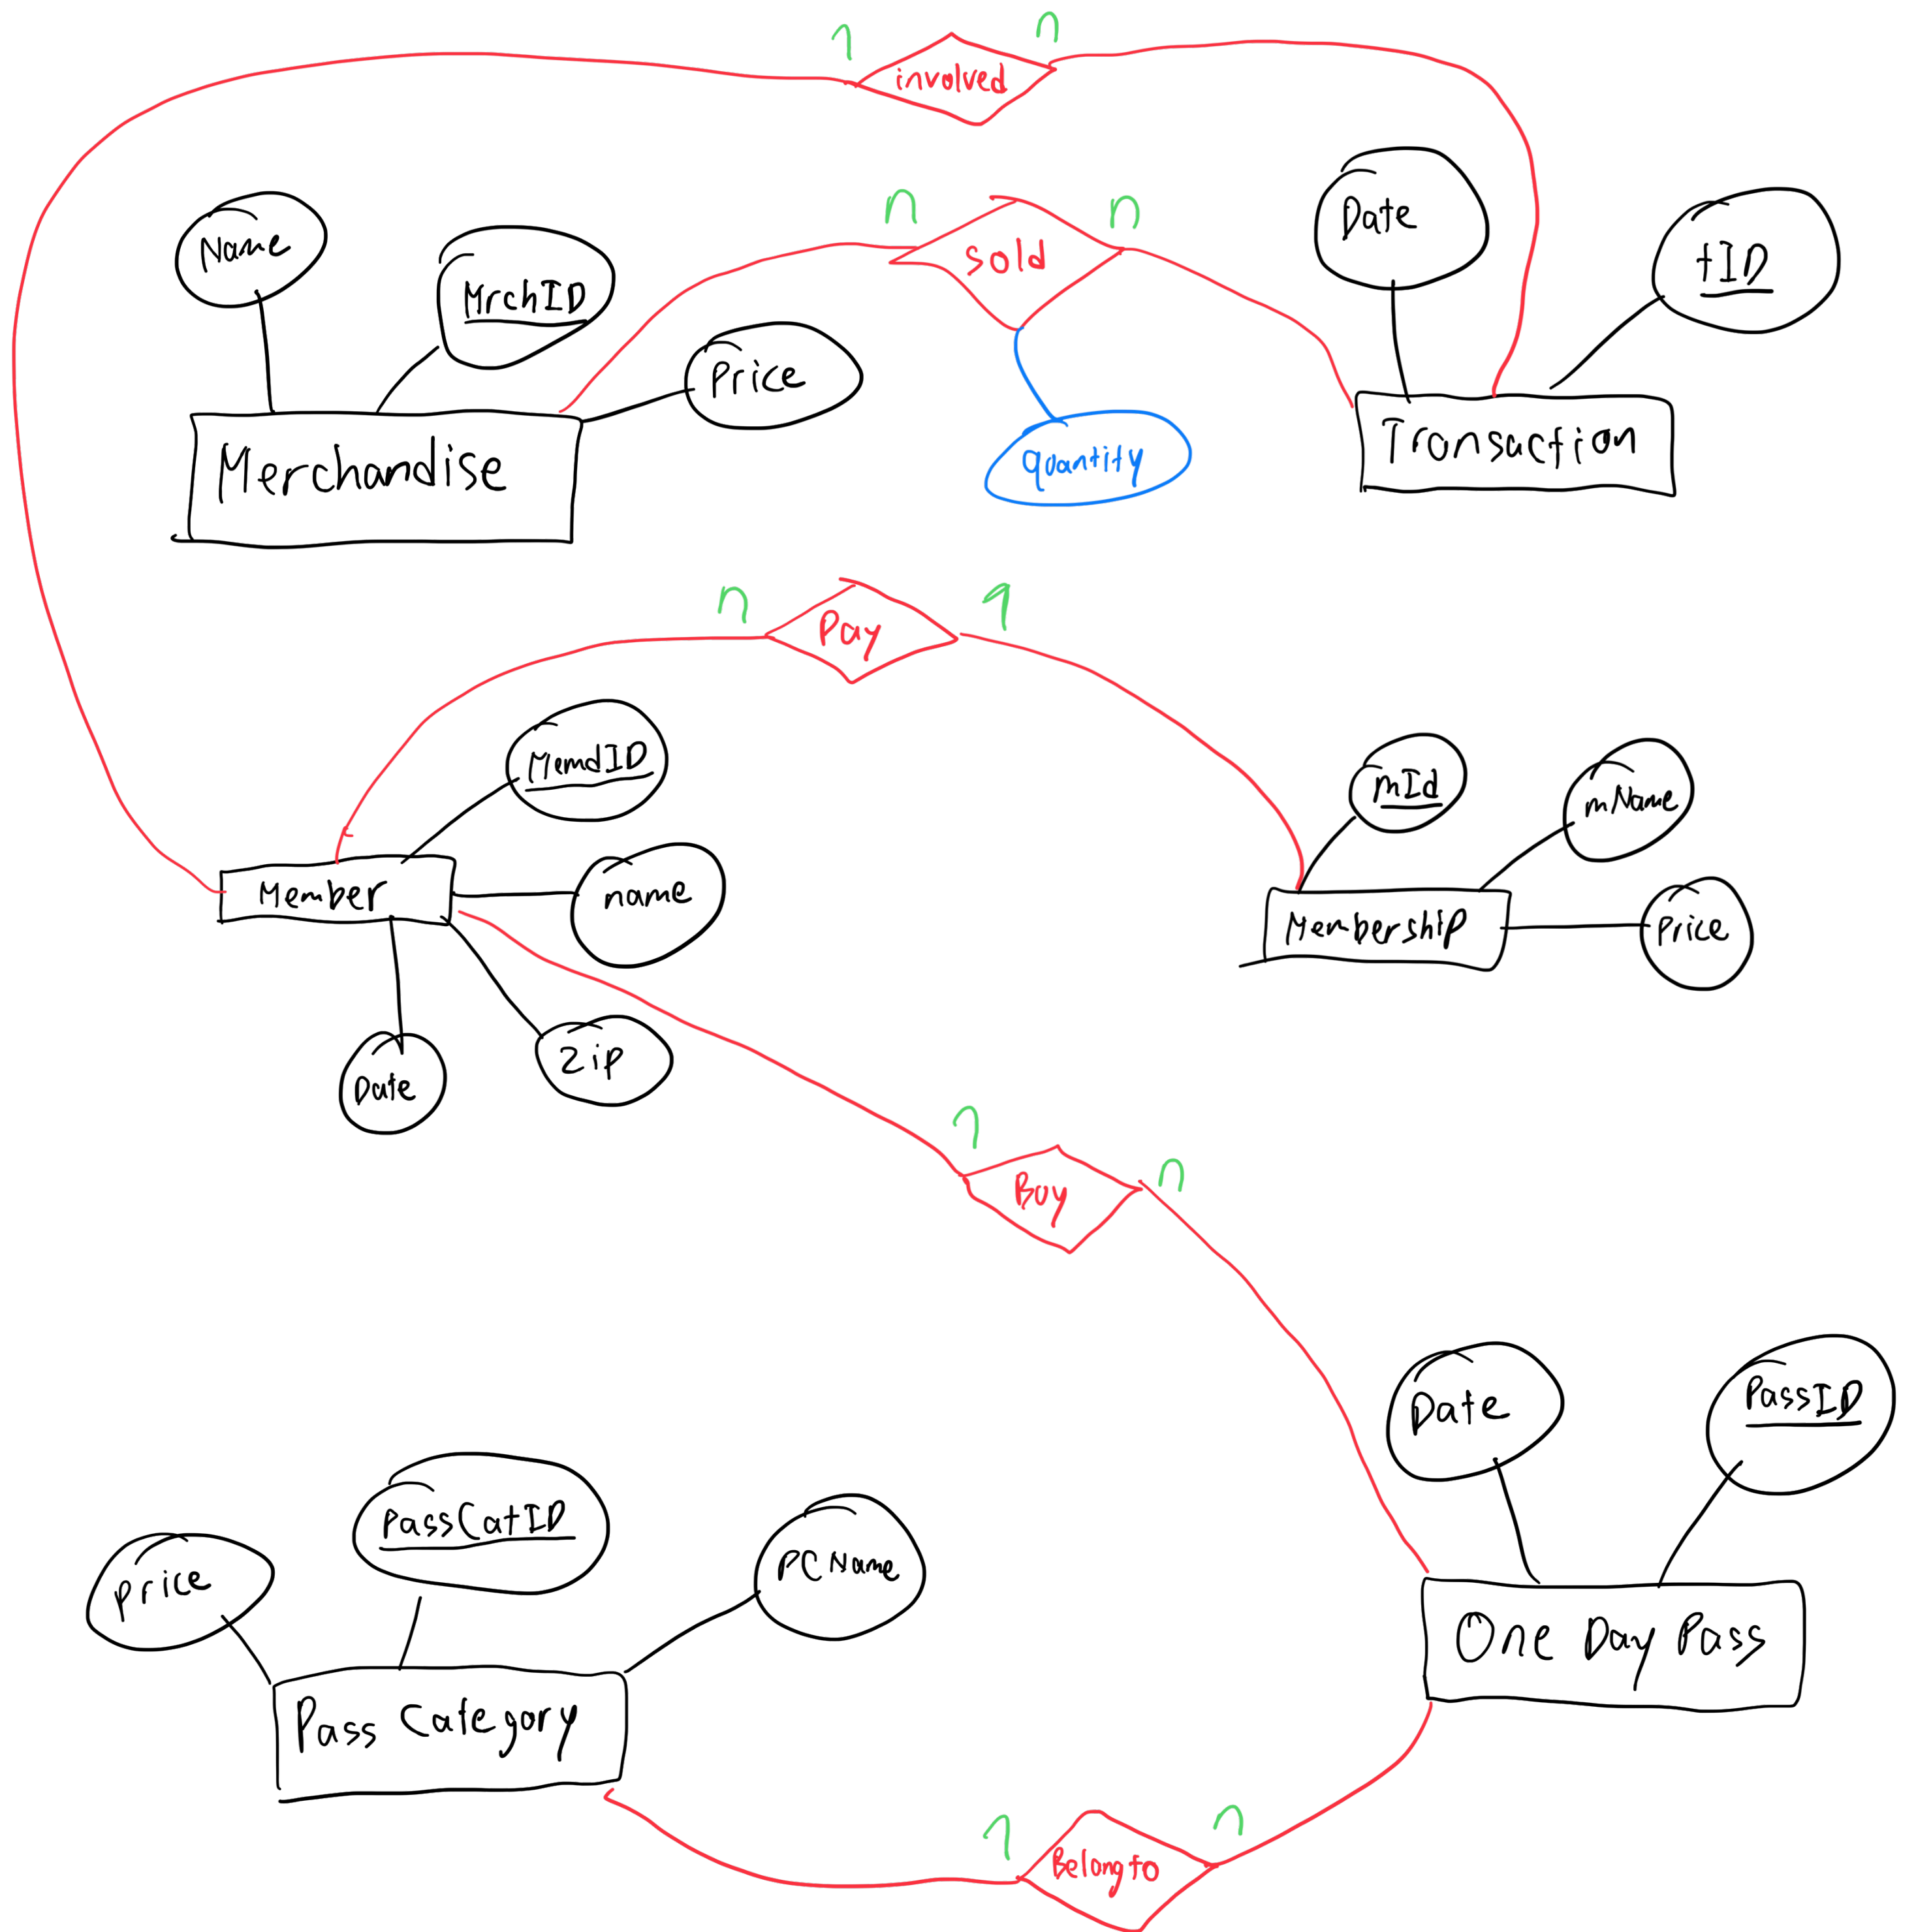 1
n
involved
Name
MrchID
Price
n
n
Sold
quantity
Date
tID
Merchandise
Transaction
n
1
Pay
MemdID
name
Member
Date
Zip
mId
mName
Price
Membership
1
n
Buy
Date
PassID
One Day Pass
Price
PassCatID
PCName
Pass Category
1
n
Belong to